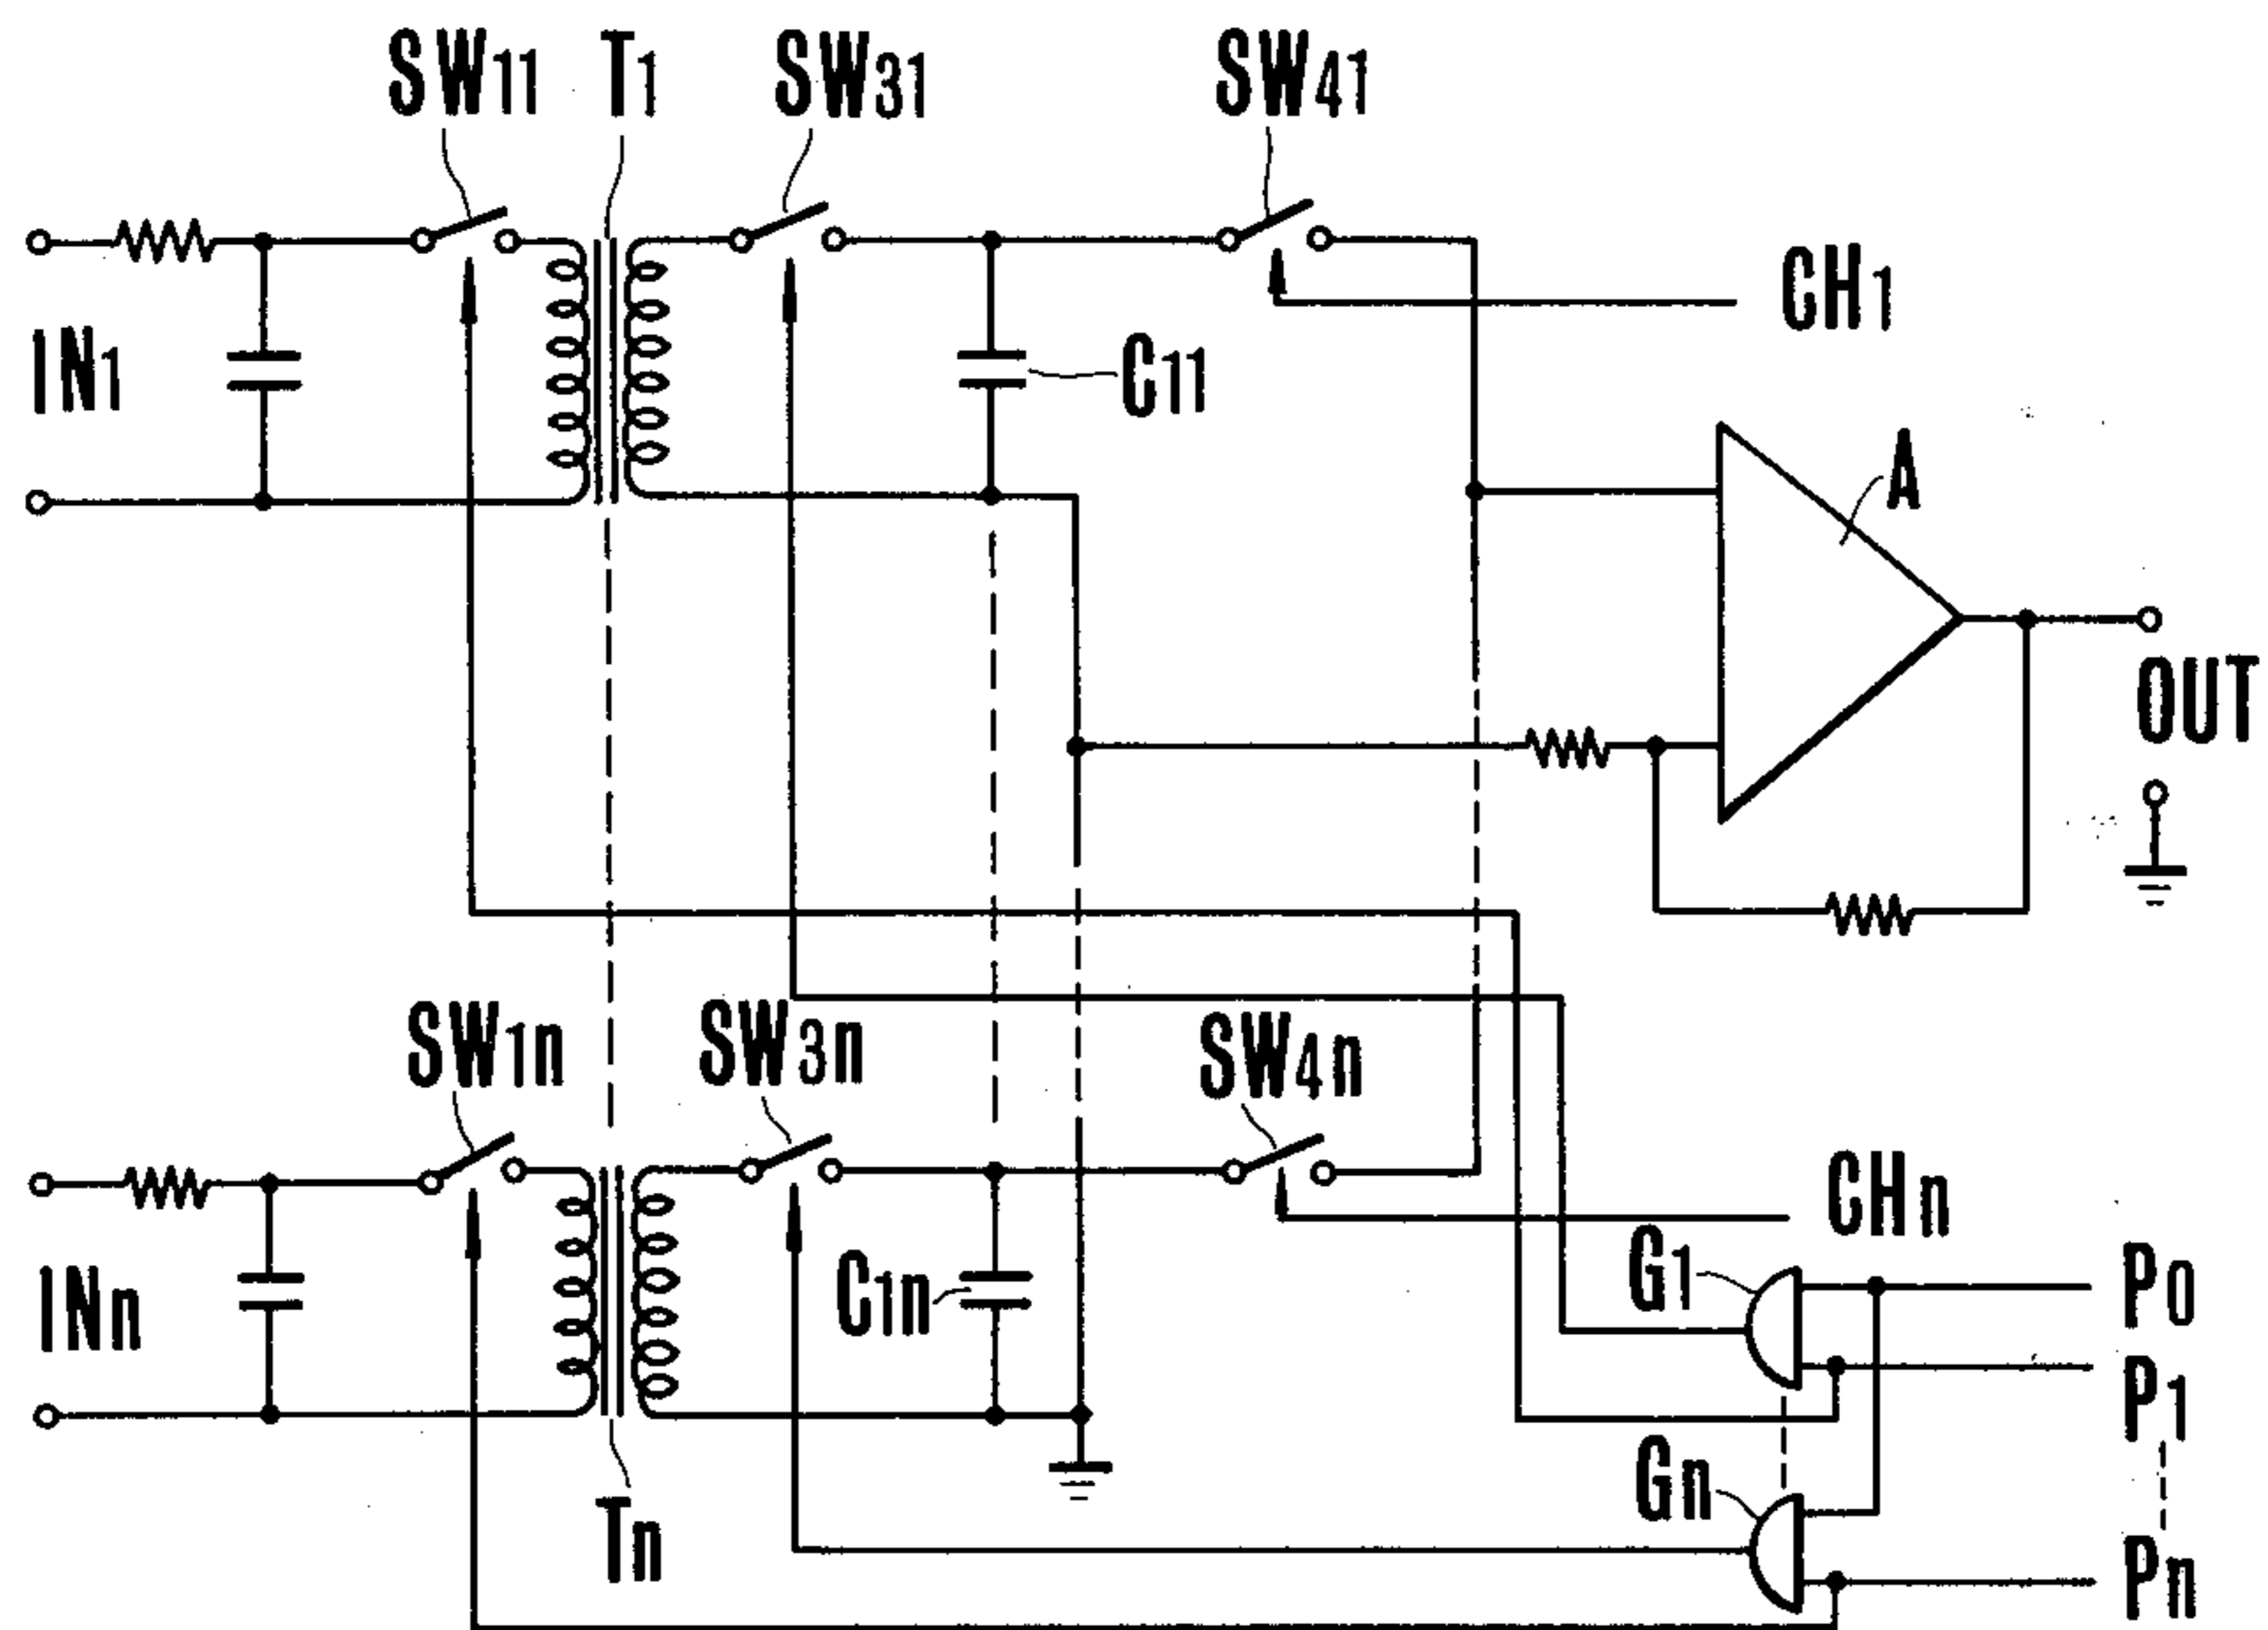 SW11 T1 SW31 SW41
CH1
IN1
C11
A
OUT
SW1n SW3n SW4n
CHn
INn
C1n
G1
P0
P1
Gn
Tn
Pn